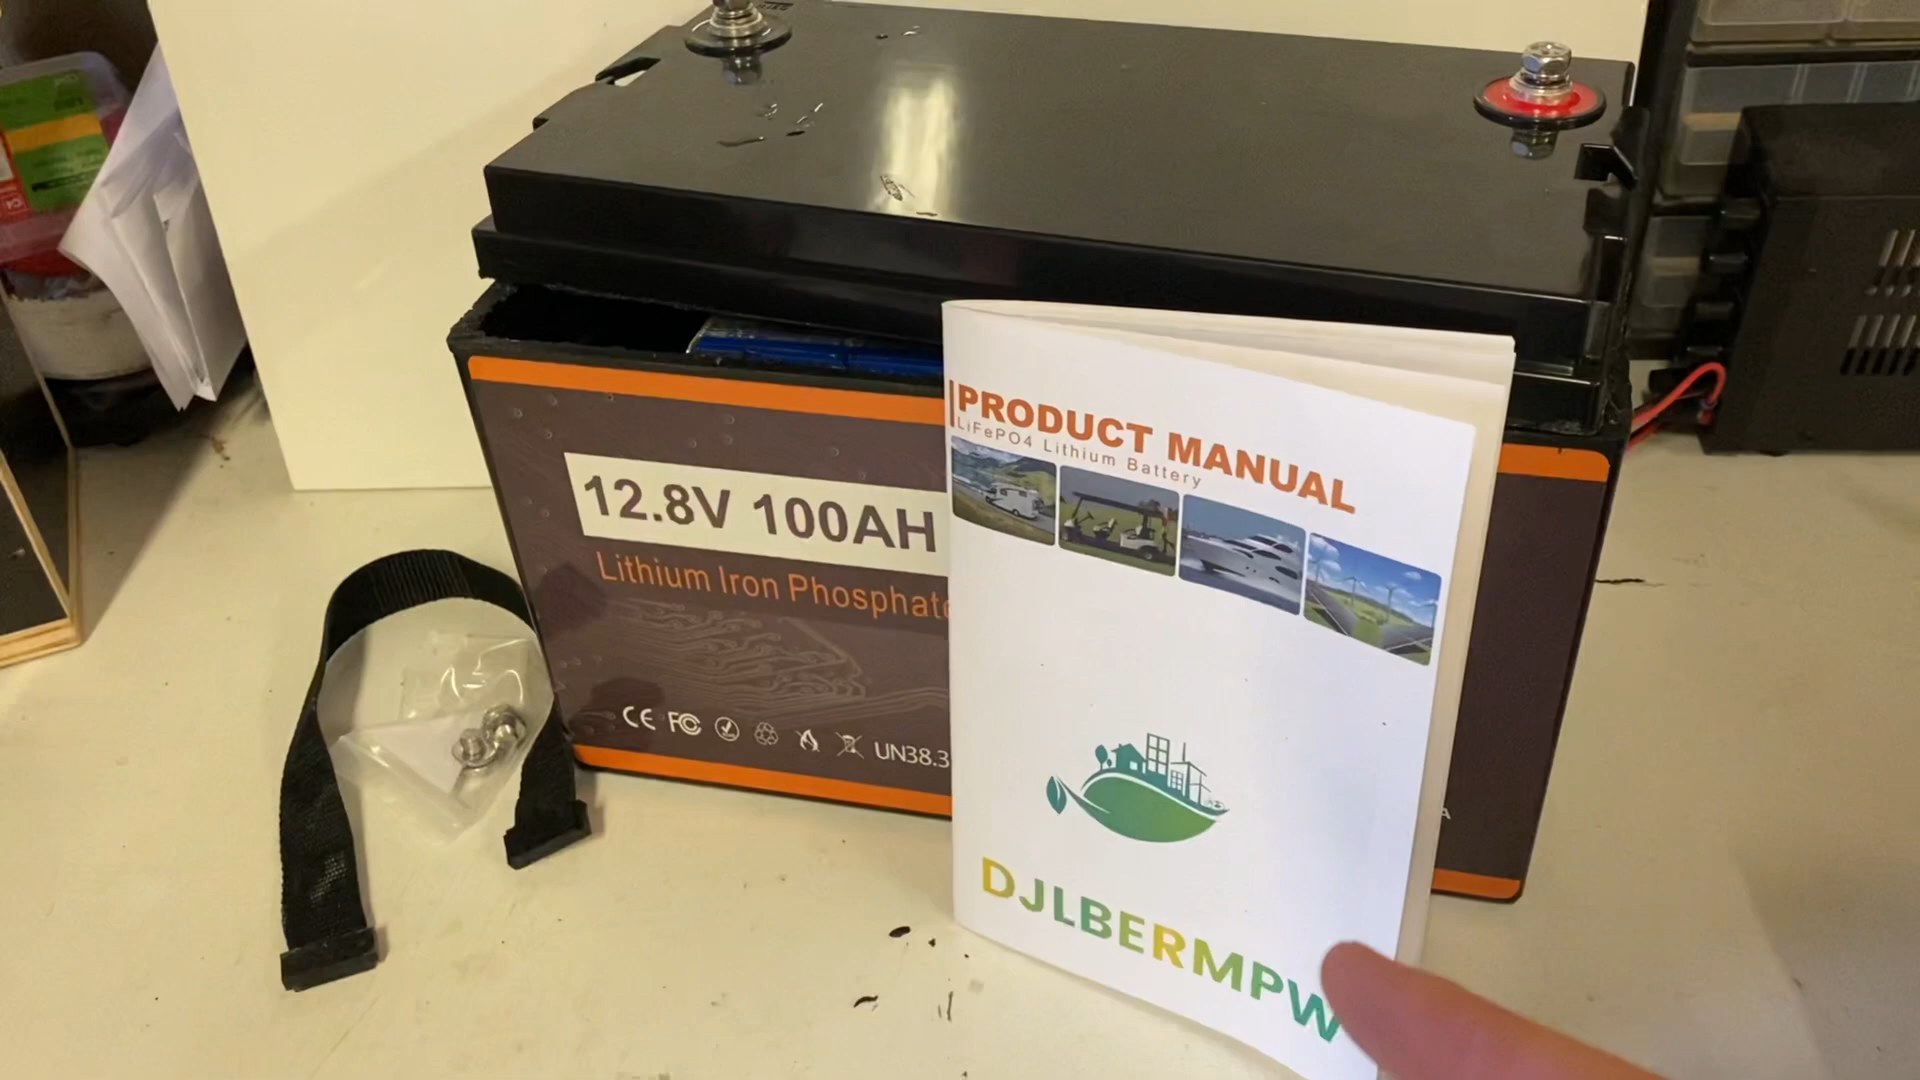 PRODUCT MANUAL
LiFePO4 Lithium Battery
12.8V 100AH
Lithium Iron Phosphate
CE FC UN38.3
DJLBERMPW